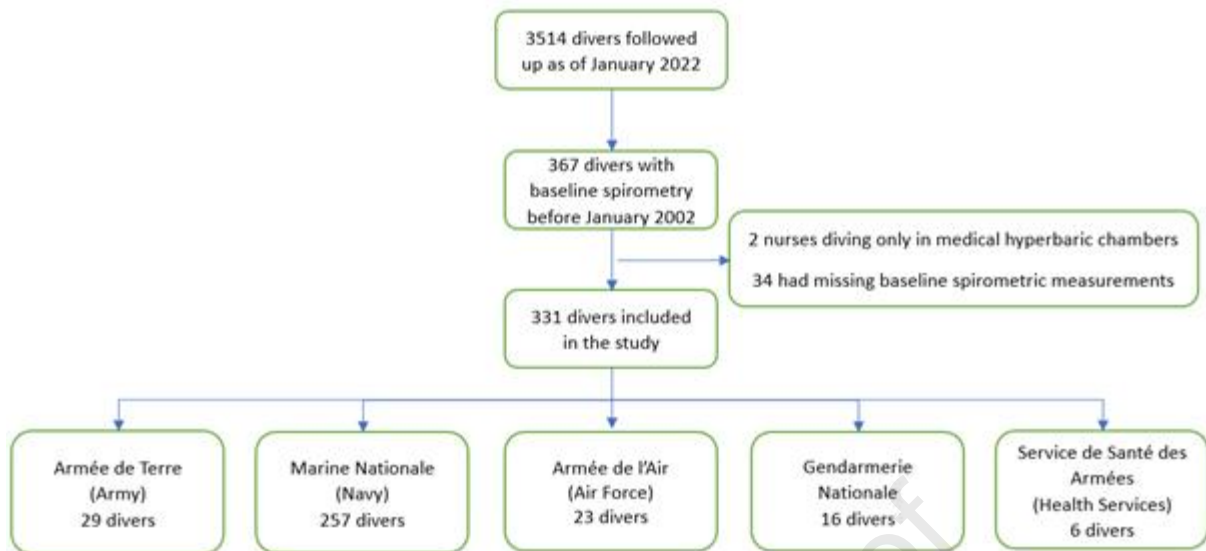 3514 divers followed
up as of January 2022
367 divers with
baseline spirometry
before January 2002
2 nurses diving only in medical hyperbaric chambers
34 had missing baseline spirometric measurements
331 divers included
in the study
Armée de Terre
(Army)
29 divers
Marine Nationale
(Navy)
257 divers
Armée de l'Air
(Air Force)
23 divers
Gendarmerie
Nationale
16 divers
Service de Santé des
Armées
(Health Services)
6 divers